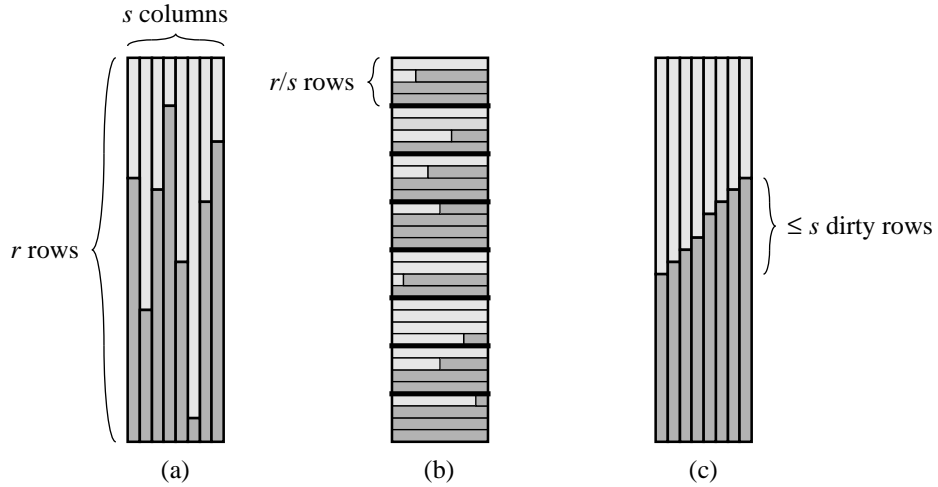 s columns
r/s rows
r rows
≤ s dirty rows
(a)
(b)
(c)